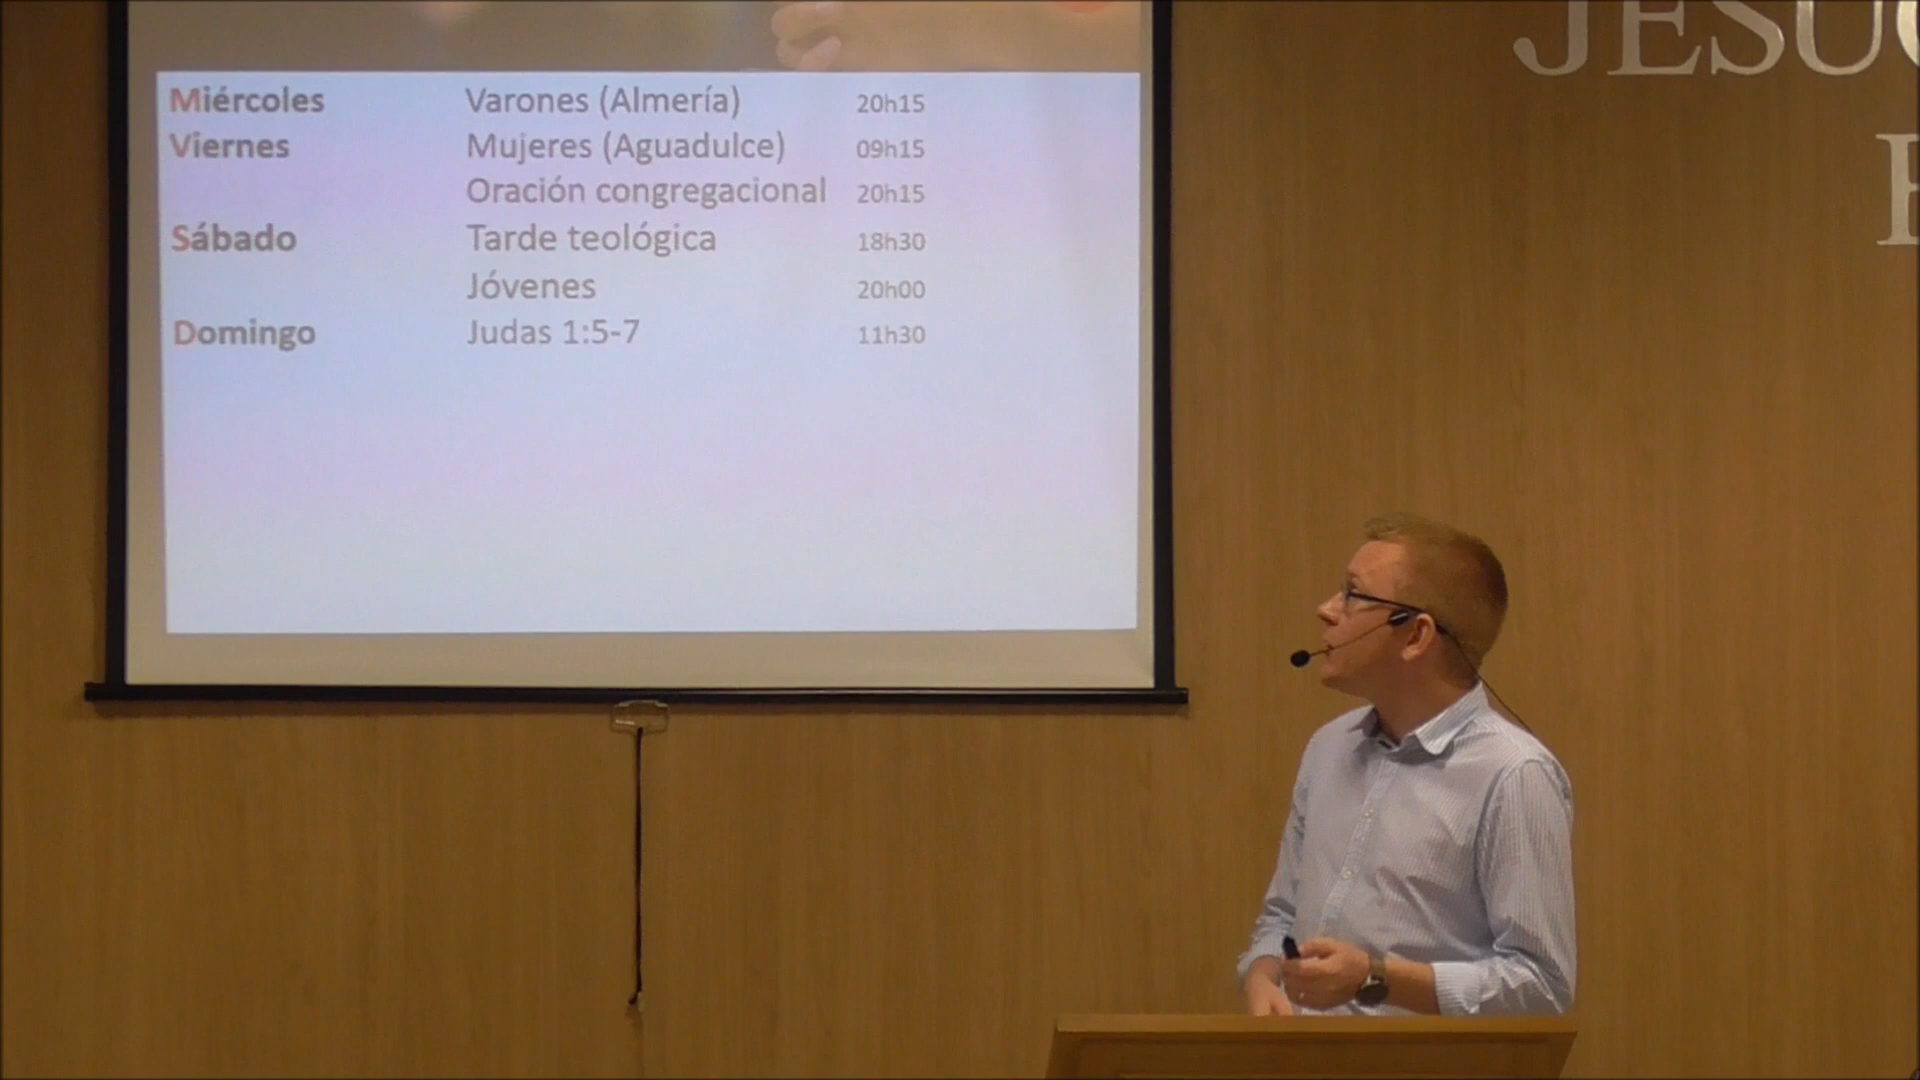 Miércoles Varones (Almería) 20h15
Viernes Mujeres (Aguadulce) 09h15
Oración congregacional 20h15
Sábado Tarde teológica 18h30
Jóvenes 20h00
Domingo Judas 1:5-7 11h30